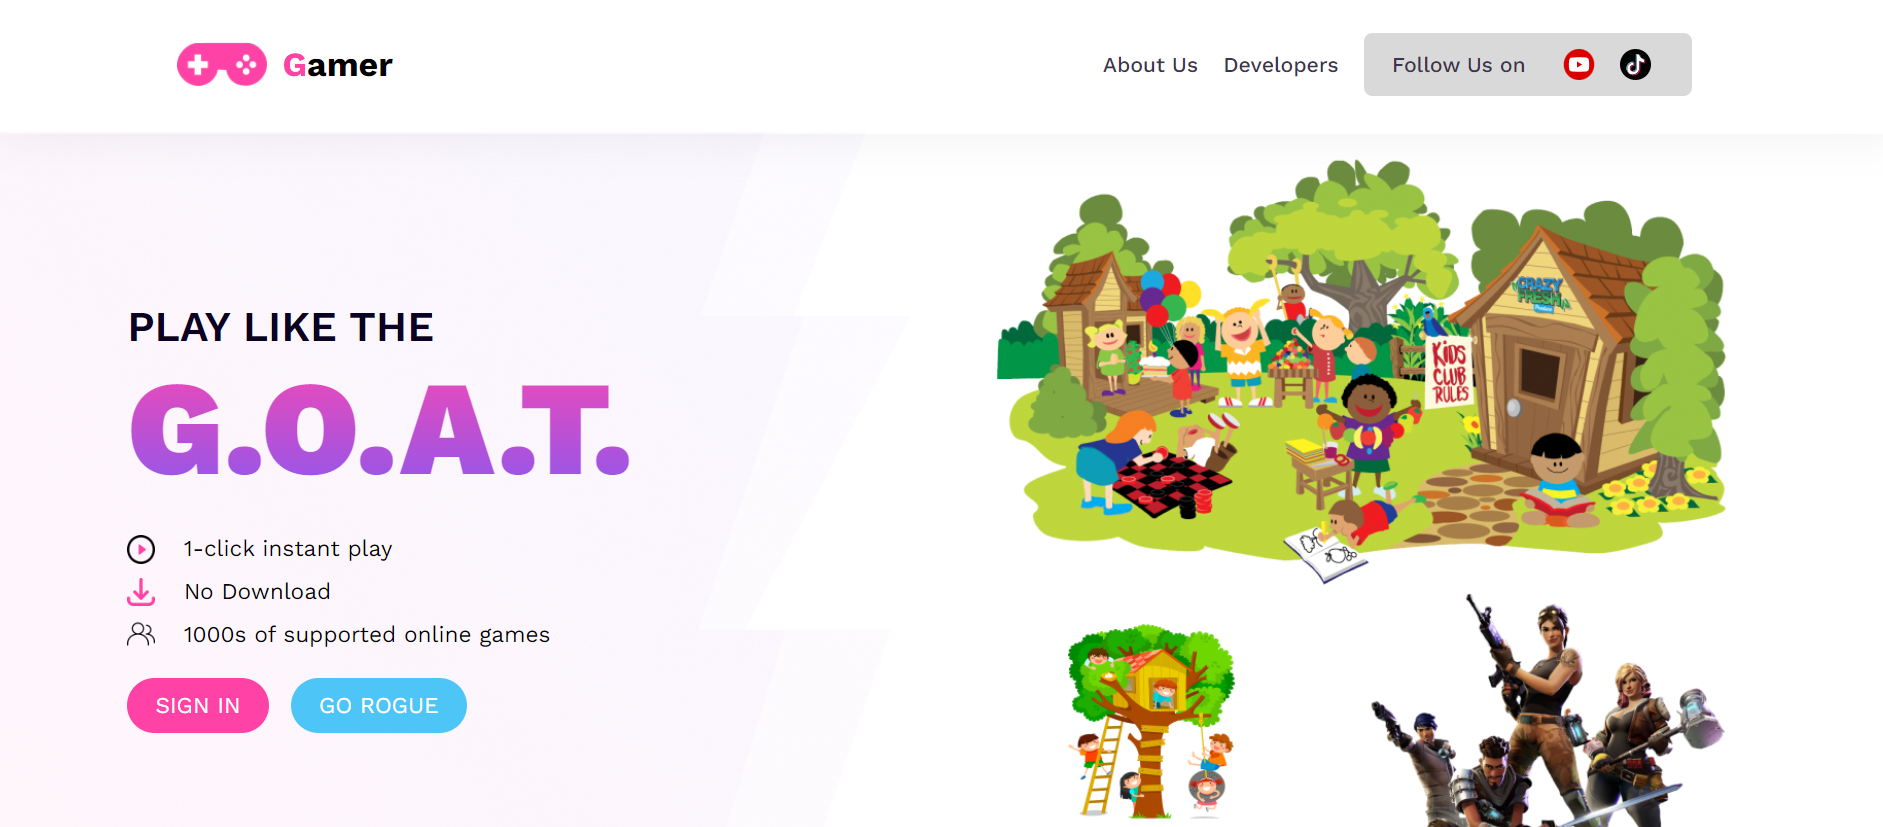 Gamer
About Us
Developers
Follow Us on
PLAY LIKE THE
G.O.A.T.
1-click instant play
No Download
1000s of supported online games
SIGN IN
GO ROGUE
CRAZY
FRESH
KiDS
CLUB
RULES